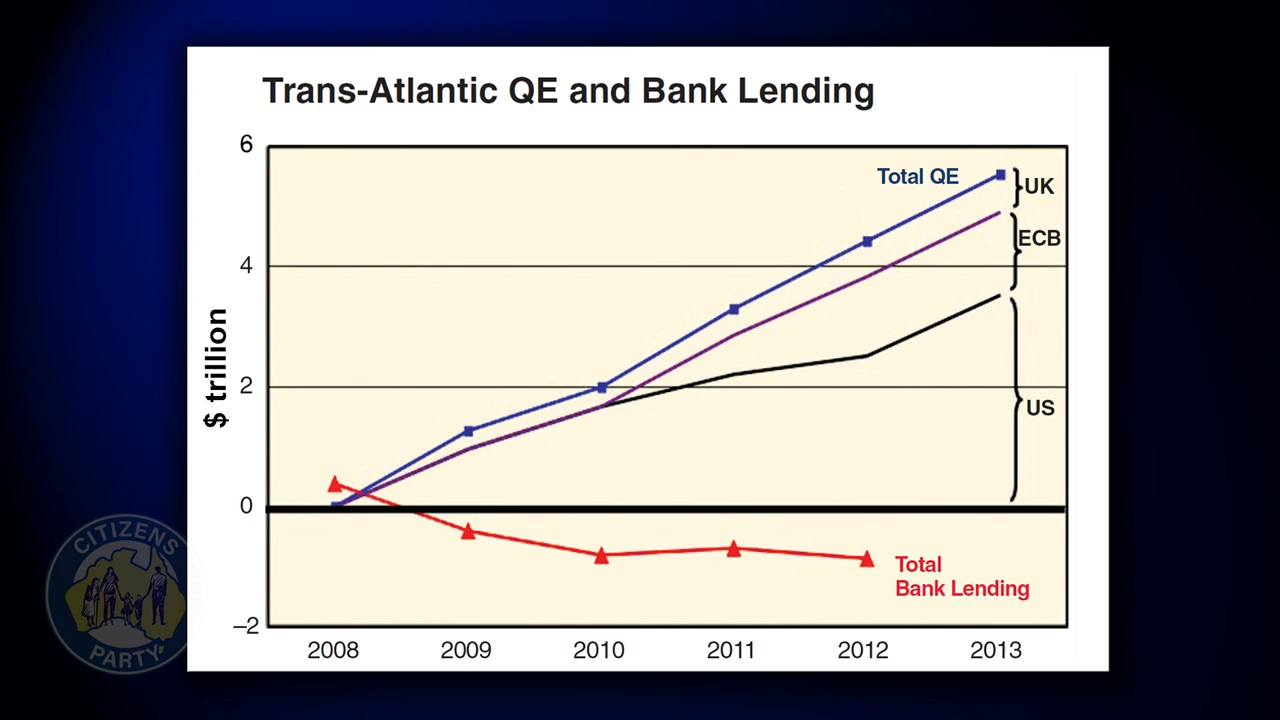 Trans-Atlantic QE and Bank Lending
6
Total QE
UK
ECB
4
$ trillion
2
US
0
Total
Bank Lending
–2
2008 2009 2010 2011 2012 2013
CITIZENS
PARTY